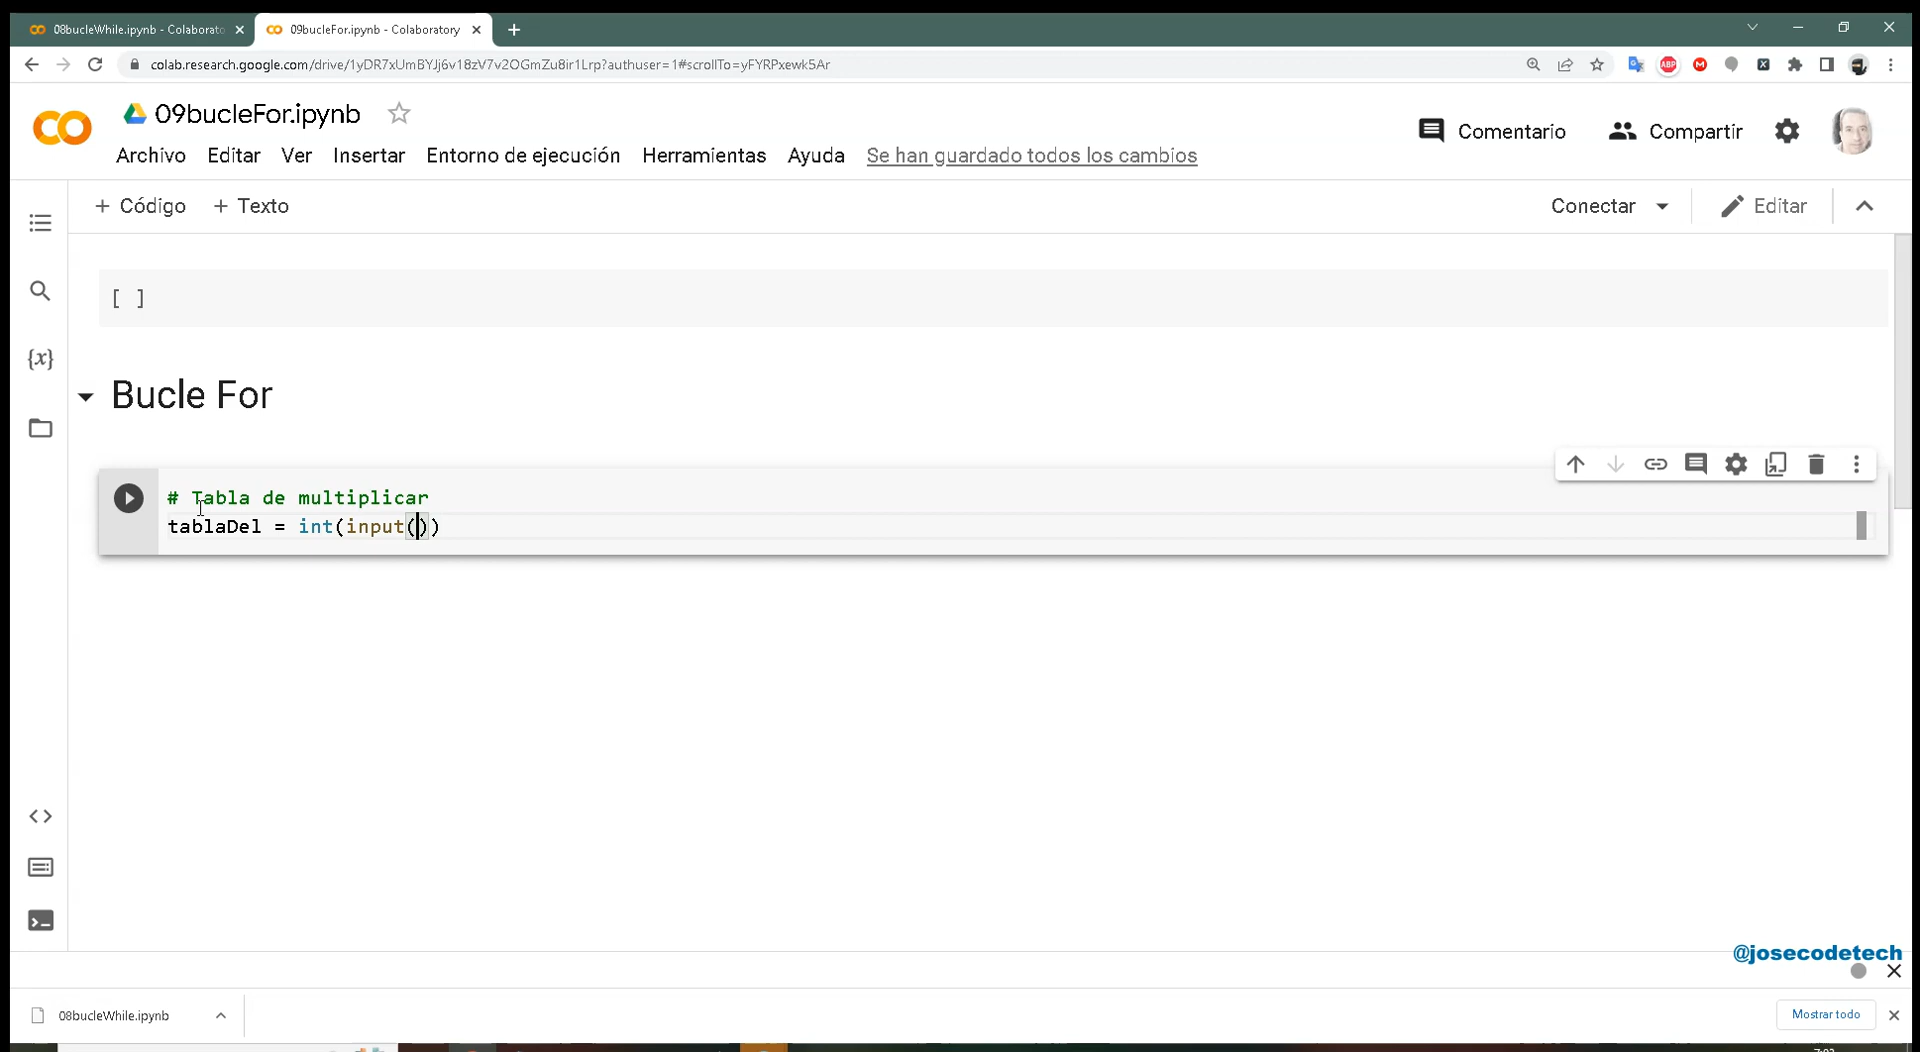 08bucleWhile.ipynb - Colaborato
09bucleFor.ipynb - Colaboratory
colab.research.google.com/drive/1yDR7xUmBYJj6v18zV7v2OGmZu8ir1Lrp?authuser=1#scrollTo=yFYRPxewk5Ar
ABP
09bucleFor.ipynb
Comentario
Compartir
Archivo Editar Ver Insertar Entorno de ejecución Herramientas Ayuda Se han guardado todos los cambios
+ Código + Texto
Conectar
Editar
[ ]
{x}
Bucle For
# Tabla de multiplicar
tablaDel = int(input())
@josecodetech
08bucleWhile.ipynb
Mostrar todo